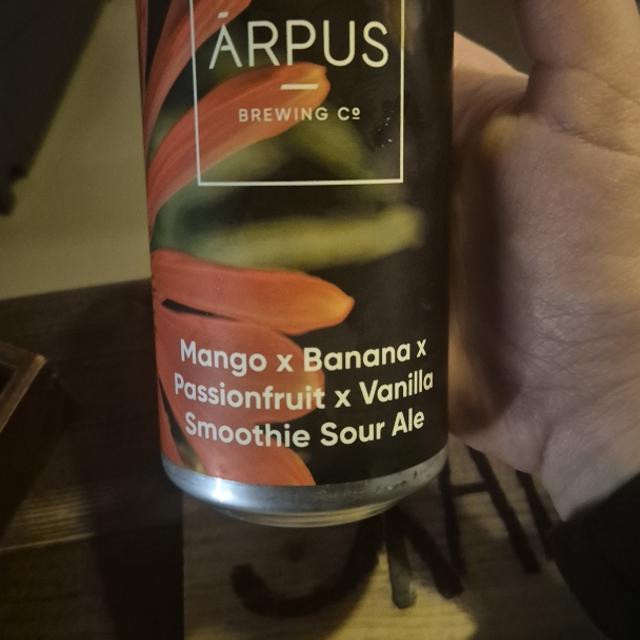 ĀRPUS
BREWING Cº
Mango x Banana x
Passionfruit x Vanilla
Smoothie Sour Ale